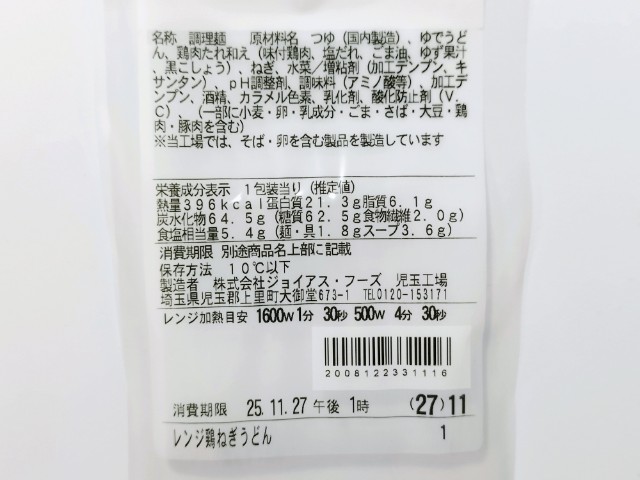 名称　調理麺　　原材料名　つゆ（国内製造）、ゆでうど
ん、鶏肉たれ和え（味付鶏肉、塩だれ、ごま油、ゆず果汁
、黒こしょう）、ねぎ、水菜／増粘剤（加工デンプン、キ
サンタン）、ｐＨ調整剤、調味料（アミノ酸等）、加工デ
ンプン、酒精、カラメル色素、乳化剤、酸化防止剤（Ｖ．
Ｃ）、（一部に小麦・卵・乳成分・ごま・さば・大豆・鶏
肉・豚肉を含む）
※当工場では、そば・卵を含む製品を製造しています
栄養成分表示　１包装当り（推定値）
熱量３９６ｋｃａｌ蛋白質２１．３ｇ脂質６．１ｇ
炭水化物６４．５ｇ（糖質６２．５ｇ食物繊維２．０ｇ）
食塩相当量５．４ｇ（麺・具１．８ｇスープ３．６ｇ）
消費期限　別途商品名上部に記載
保存方法　１０℃以下
製造者　株式会社ジョイアス・フーズ　児玉工場
埼玉県児玉郡上里町大御堂673-1　TEL0120-153171
レンジ加熱目安　1600W 1分　30秒 500W　4分　30秒
2008122331116
消費期限　25.11.27 午後 1時　（27）11
レンジ鶏ねぎうどん　1